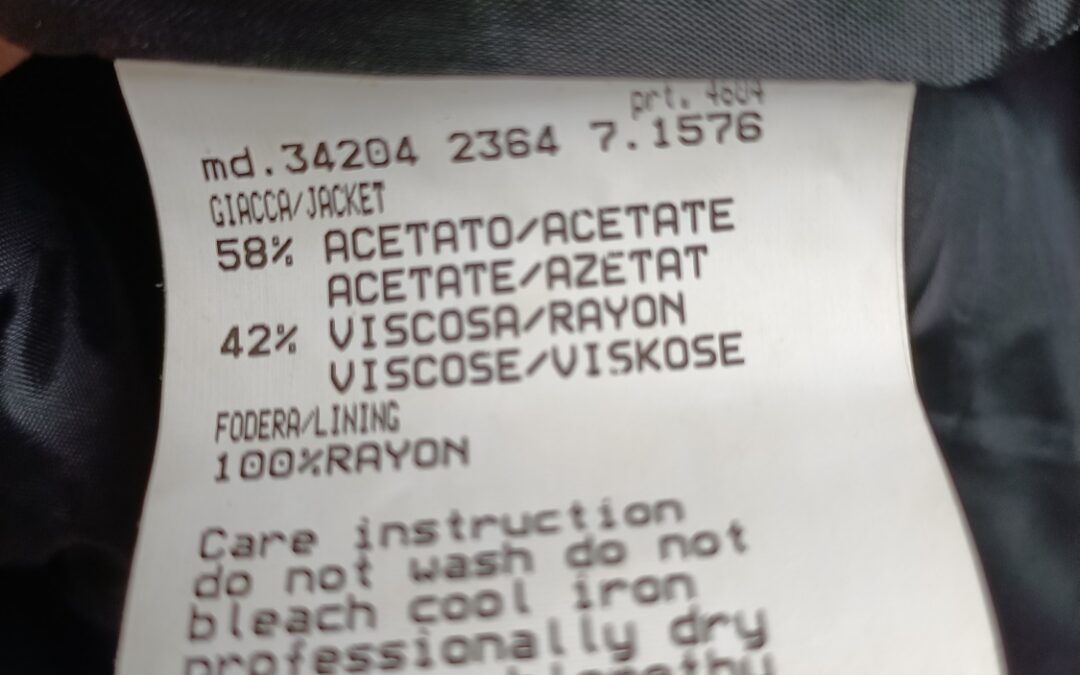 prt. 4604
md.34204 2364 7.1576
GIACCA/JACKET
58% ACETATO/ACETATE
ACETATE/AZETAT
42% VISCOSA/RAYON
VISCOSE/VISKOSE
FODERA/LINING
100%RAYON
Care instruction
do not wash do not
bleach cool iron
professionally dry